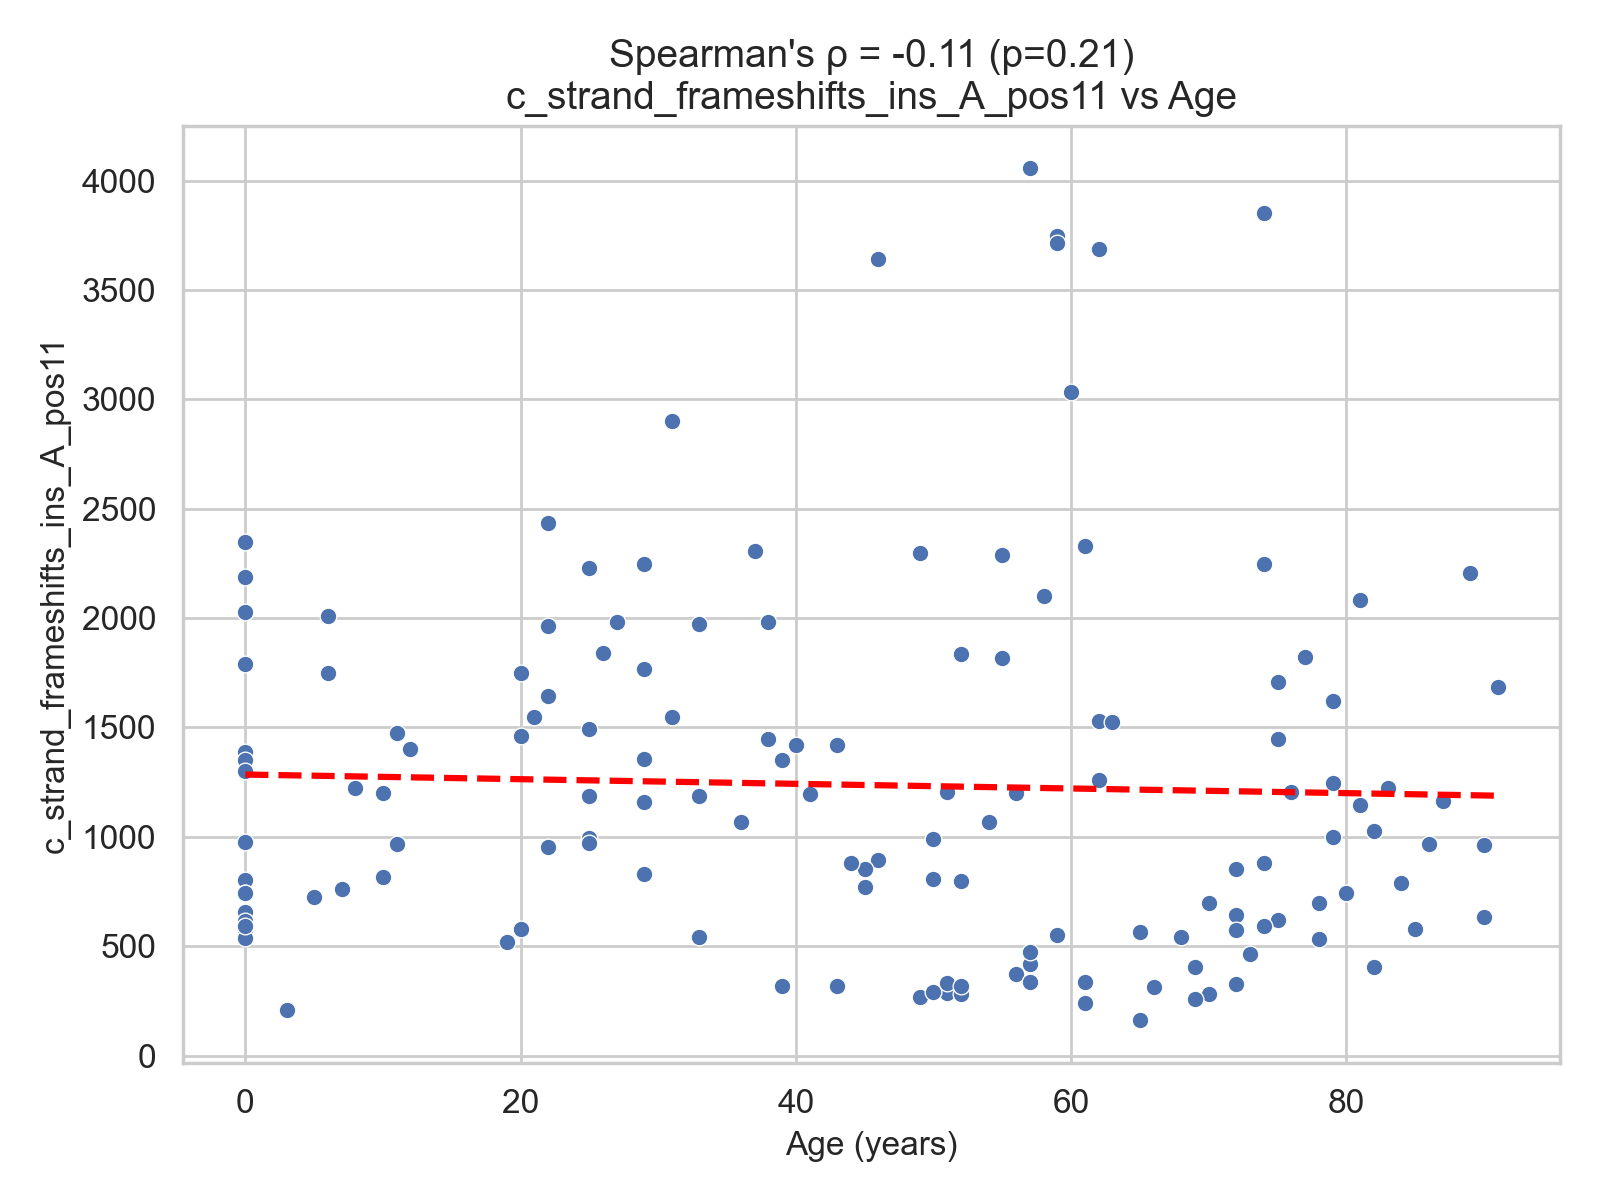 Spearman's ρ = -0.11 (p=0.21)
c_strand_frameshifts_ins_A_pos11 vs Age
c_strand_frameshifts_ins_A_pos11
4000
3500
3000
2500
2000
1500
1000
500
0
0 20 40 60 80
Age (years)